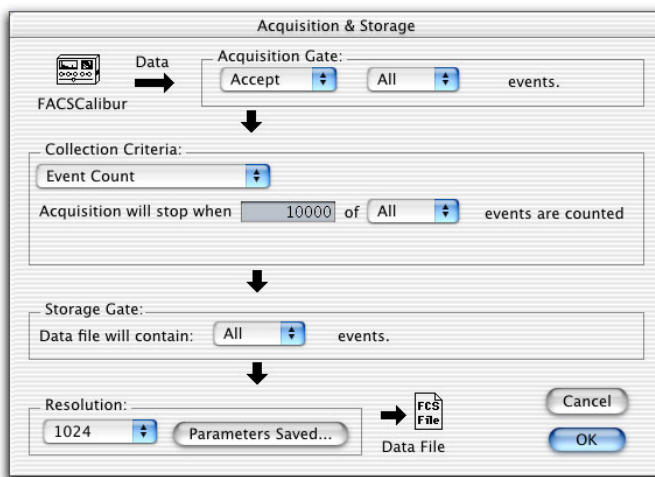 Acquisition & Storage
Data
FACSCalibur
Acquisition Gate:
Accept All events.
Collection Criteria:
Event Count
Acquisition will stop when 10000 of All events are counted
Storage Gate:
Data file will contain: All events.
Resolution:
1024 Parameters Saved...
FCS
File
Data File
Cancel
OK